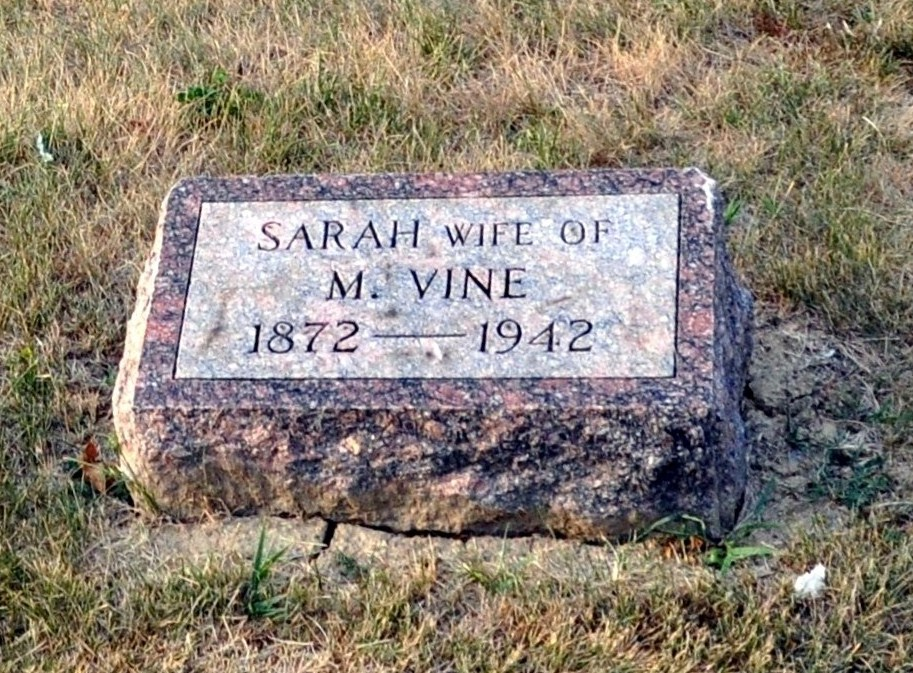 SARAH WIFE OF
M. VINE
1872 — 1942